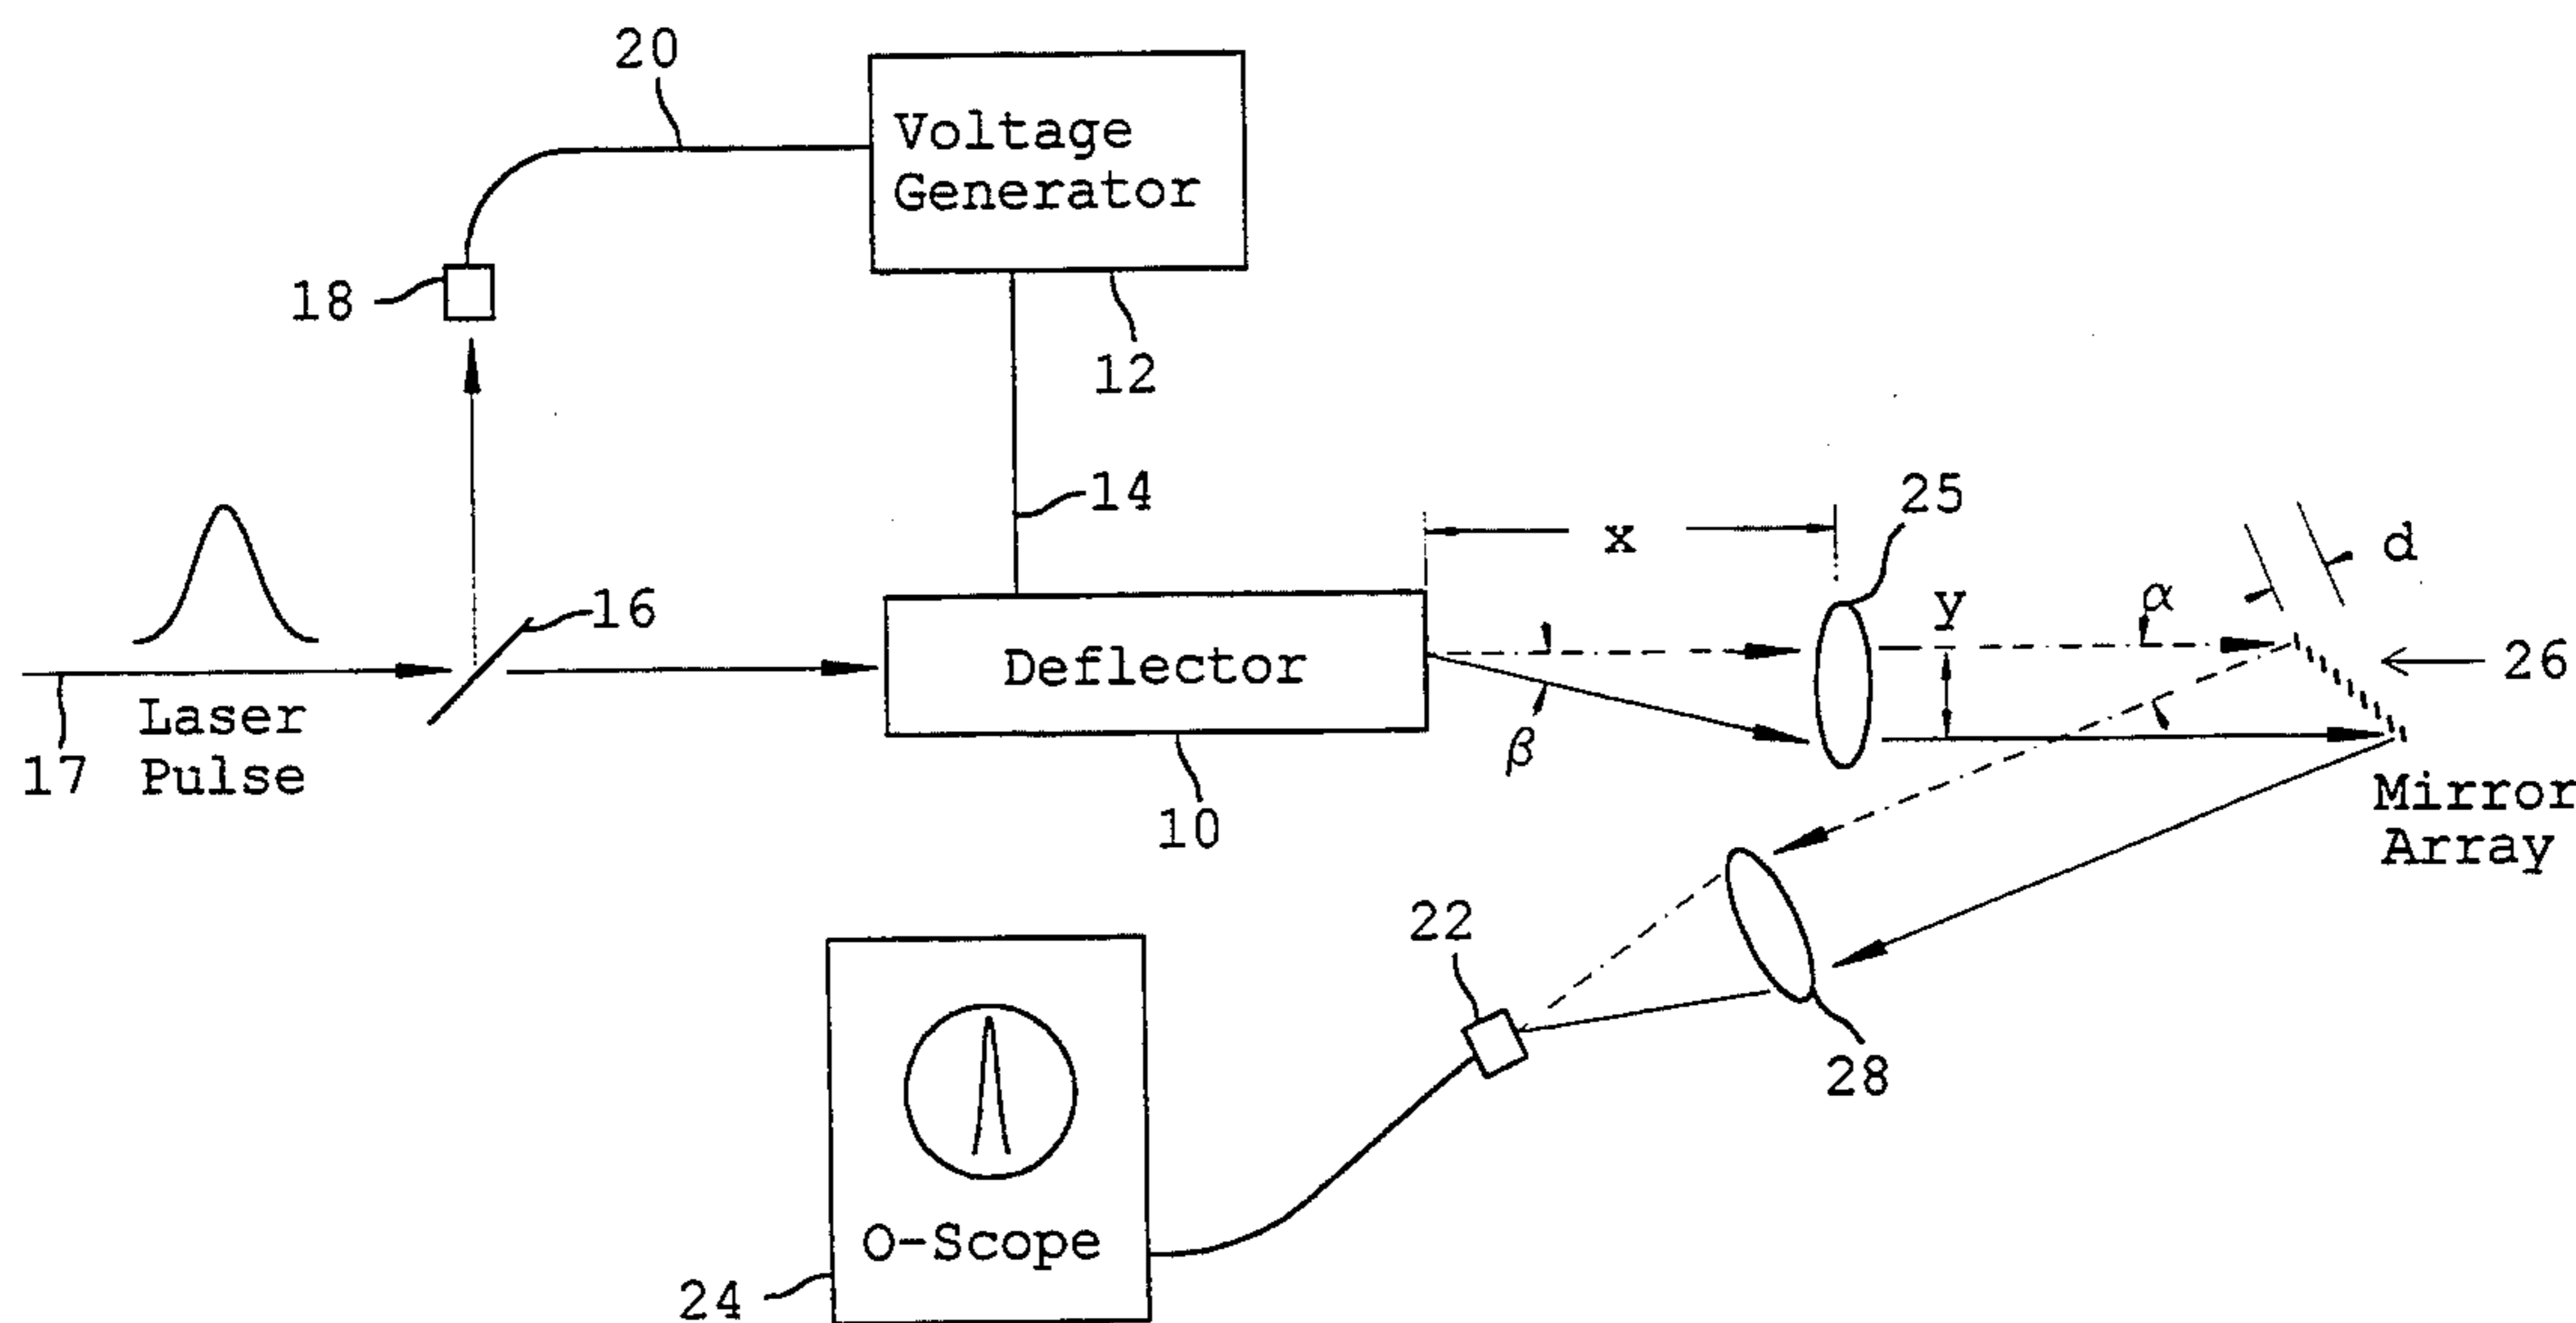 20
Voltage
Generator
18
12
14
25
x
d
y
α
16
Deflector
26
β
Laser
Pulse
17
10
Mirror
Array
22
28
O-Scope
24